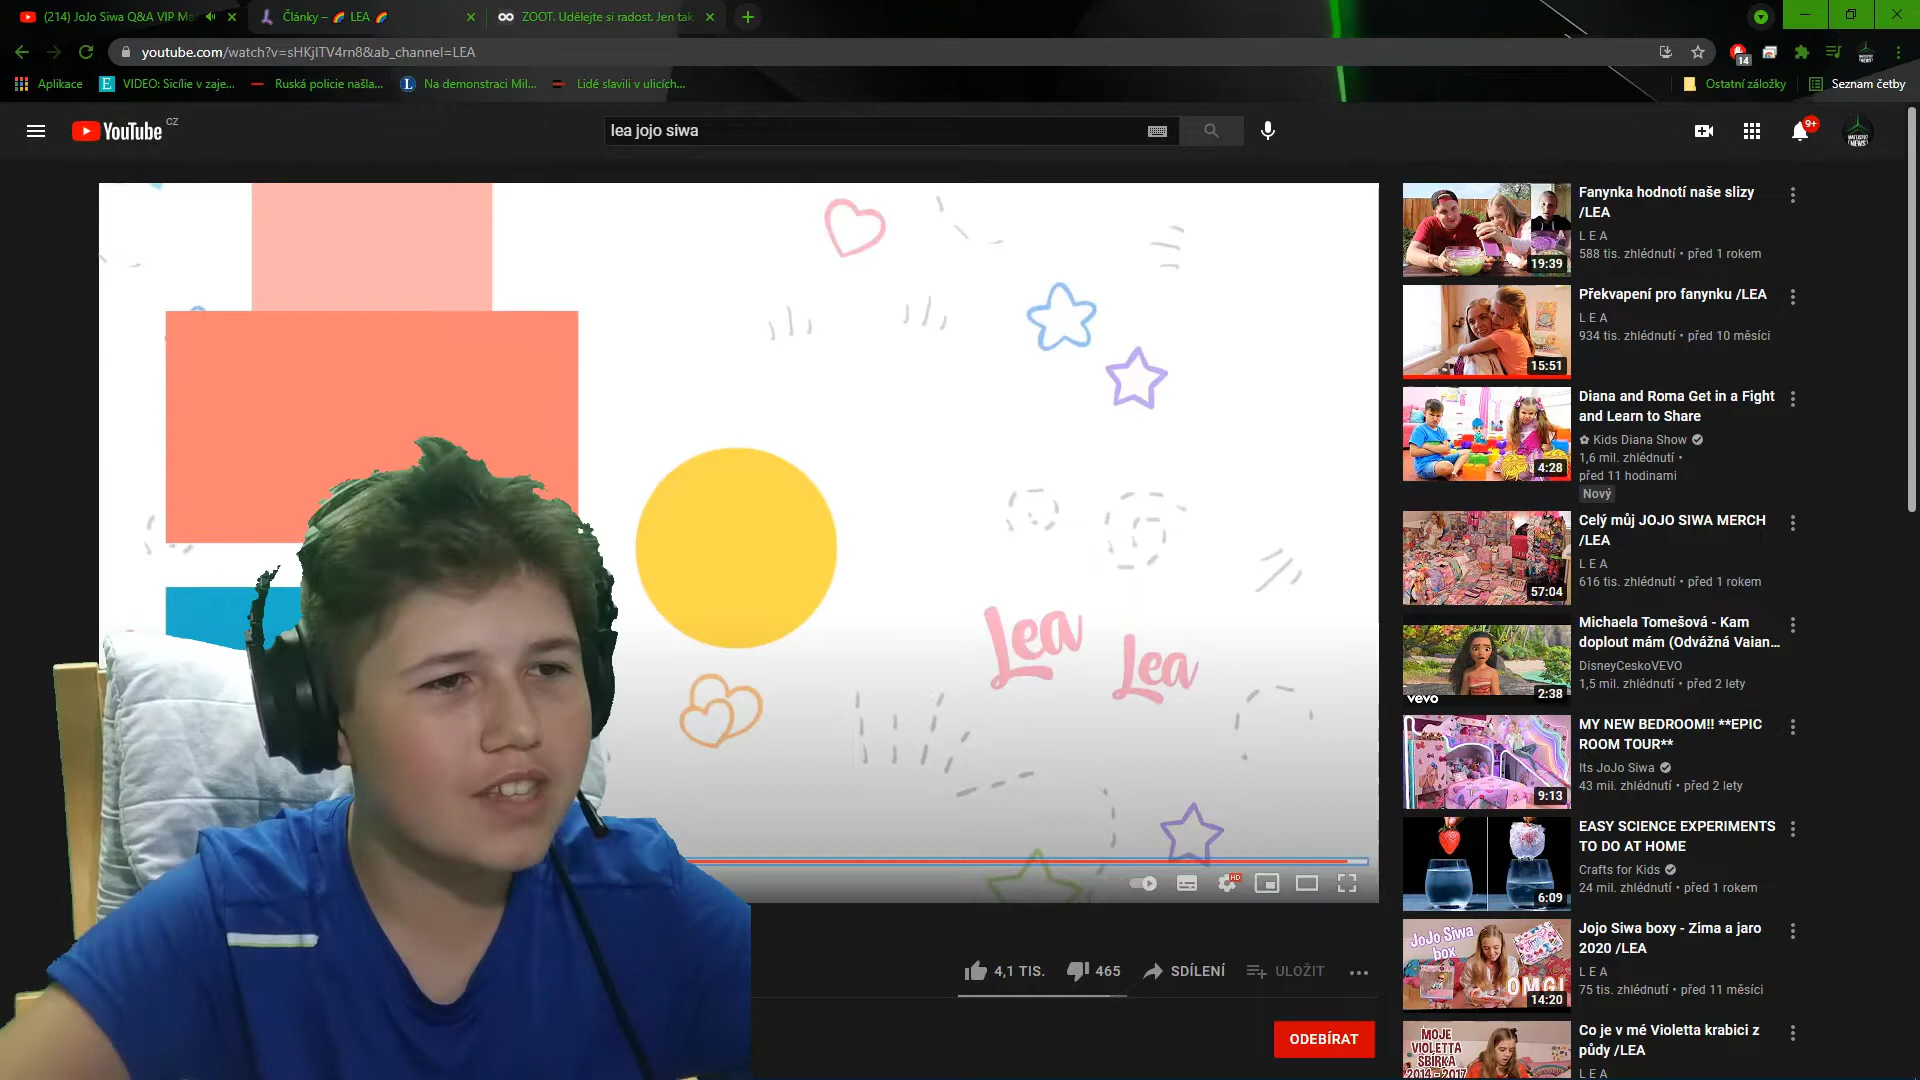 (214) JoJo Siwa Q&A VIP Ma
Články – 🌈 LEA 🌈
ZOOT. Udělejte si radost. Jen tak
youtube.com/watch?v=sHKjITV4rn8&ab_channel=LEA
14
Aplikace
VIDEO: Sicílie v zaje...
Ruská policie našla...
Na demonstraci Mil...
Lidé slavili v ulicích...
Ostatní záložky
Seznam četby
YouTube CZ
lea jojo siwa
9+
Lea
Lea
HD
4,1 TIS.
465
SDÍLENÍ
ULOŽIT
ODEBÍRAT
Fanynka hodnotí naše slizy
/LEA
L E A
588 tis. zhlédnutí • před 1 rokem
19:39
Překvapení pro fanynku /LEA
L E A
934 tis. zhlédnutí • před 10 měsíci
15:51
Diana and Roma Get in a Fight
and Learn to Share
✿ Kids Diana Show
1,6 mil. zhlédnutí •
před 11 hodinami
Nový
4:28
Celý můj JOJO SIWA MERCH
/LEA
L E A
616 tis. zhlédnutí • před 1 rokem
57:04
Michaela Tomešová - Kam
doplout mám (Odvážná Vaian...
DisneyCeskoVEVO
1,5 mil. zhlédnutí • před 2 lety
vevo
2:38
MY NEW BEDROOM!! **EPIC
ROOM TOUR**
Its JoJo Siwa
43 mil. zhlédnutí • před 2 lety
9:13
EASY SCIENCE EXPERIMENTS
TO DO AT HOME
Crafts for Kids
24 mil. zhlédnutí • před 1 rokem
6:09
Jojo Siwa boxy - Zima a jaro
2020 /LEA
L E A
75 tis. zhlédnutí • před 11 měsíci
JoJo Siwa
box
OMG!
14:20
Co je v mé Violetta krabici z
půdy /LEA
L E A
MOJE
VIOLETTA
SBÍRKA
2014 - 2017